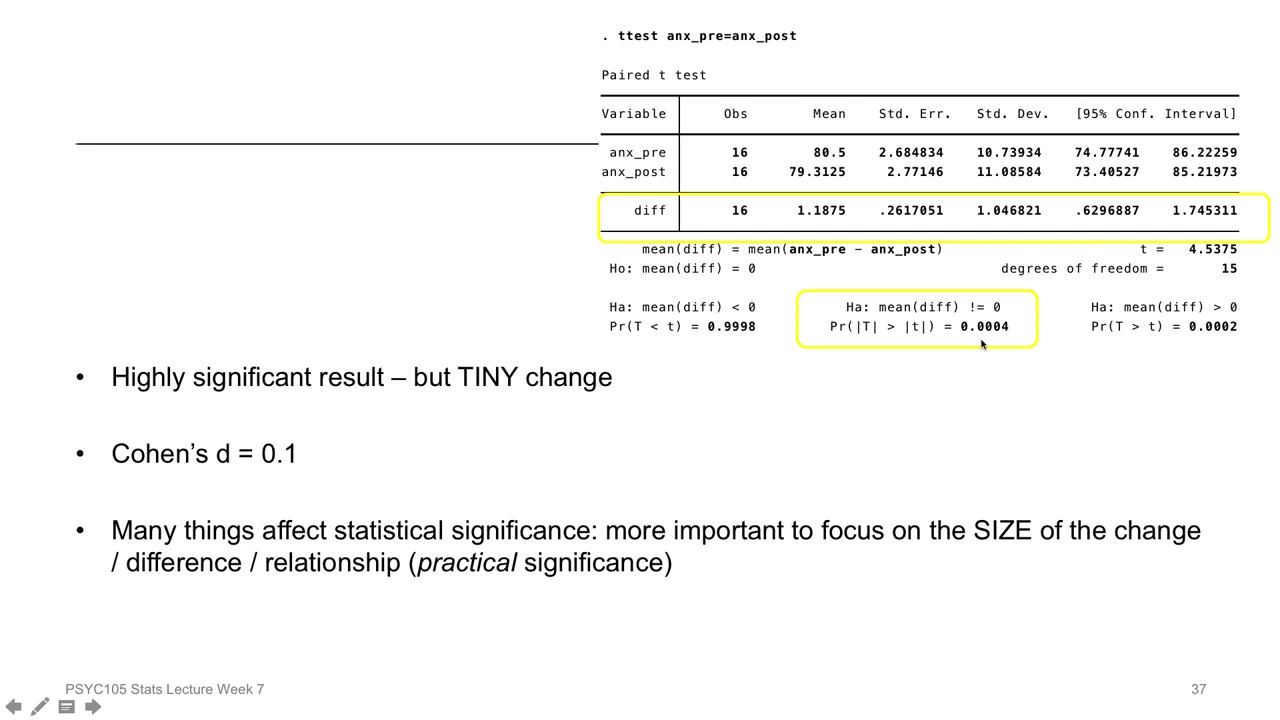 . ttest anx_pre=anx_post
Paired t test
Variable Obs Mean Std. Err. Std. Dev. [95% Conf. Interval]
anx_pre 16 80.5 2.684834 10.73934 74.77741 86.22259
anx_post 16 79.3125 2.77146 11.08584 73.40527 85.21973
diff 16 1.1875 .2617051 1.046821 .6296887 1.745311
mean(diff) = mean(anx_pre - anx_post) t = 4.5375
Ho: mean(diff) = 0 degrees of freedom = 15
Ha: mean(diff) < 0 Ha: mean(diff) != 0 Ha: mean(diff) > 0
Pr(T < t) = 0.9998 Pr(|T| > |t|) = 0.0004 Pr(T > t) = 0.0002
• Highly significant result – but TINY change
• Cohen’s d = 0.1
• Many things affect statistical significance: more important to focus on the SIZE of the change
/ difference / relationship (practical significance)
PSYC105 Stats Lecture Week 7 37